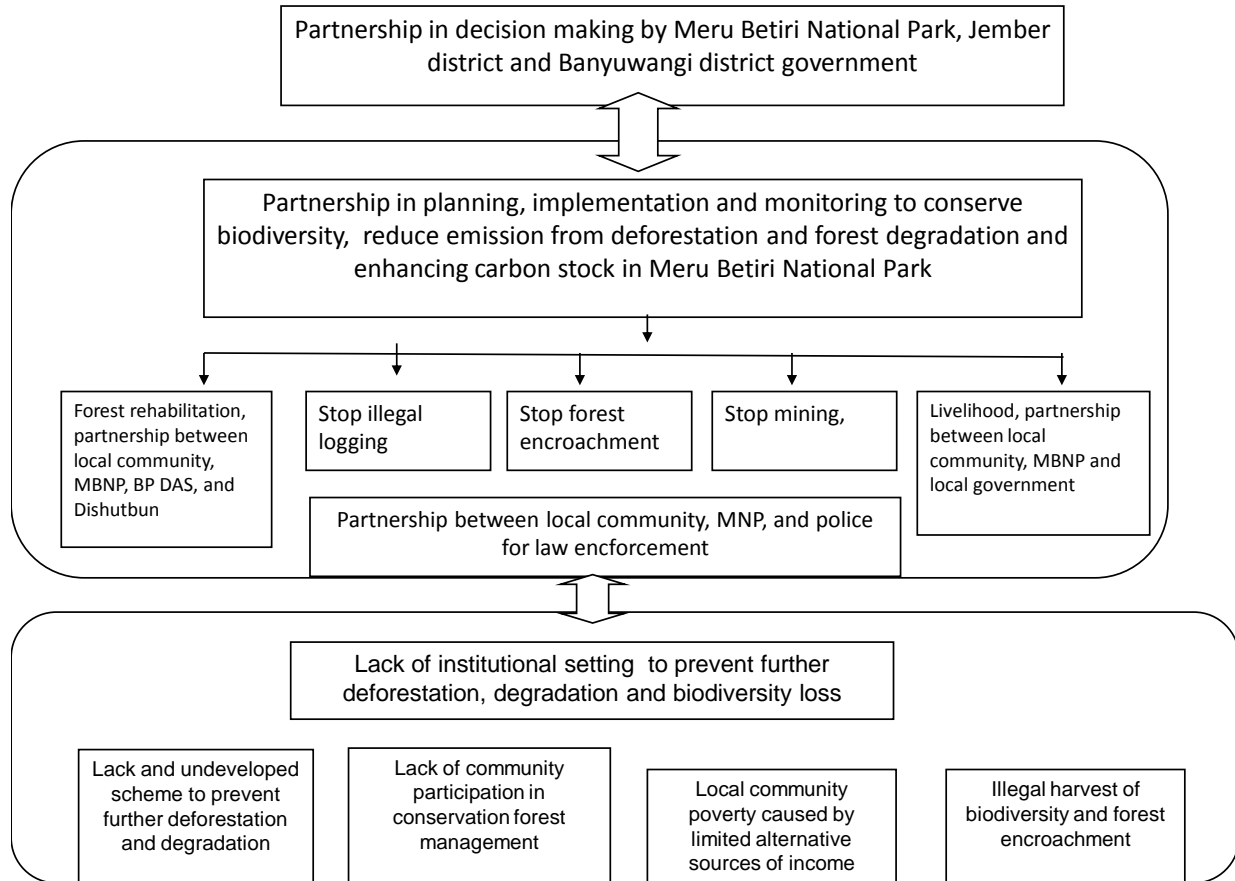 Partnership in decision making by Meru Betiri National Park, Jember
district and Banyuwangi district government
Partnership in planning, implementation and monitoring to conserve
biodiversity, reduce emission from deforestation and forest degradation and
enhancing carbon stock in Meru Betiri National Park
Forest rehabilitation,
partnership between
local community,
MBNP, BP DAS, and
Dishutbun
Stop illegal
logging
Stop forest
encroachment
Stop mining,
Livelihood, partnership
between local
community, MBNP and
local government
Partnership between local community, MNP, and police
for law encforcement
Lack of institutional setting to prevent further
deforestation, degradation and biodiversity loss
Lack and undeveloped
scheme to prevent
further deforestation
and degradation
Lack of community
participation in
conservation forest
management
Local community
poverty caused by
limited alternative
sources of income
Illegal harvest of
biodiversity and forest
encroachment